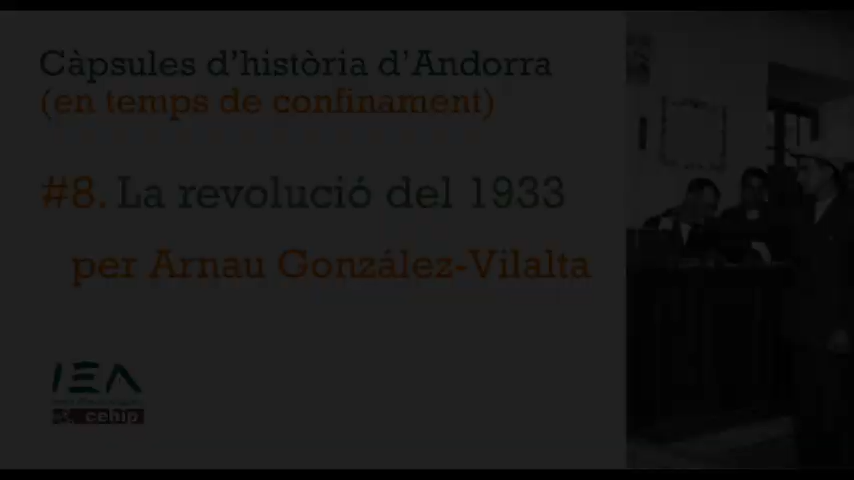 Càpsules d’història d’Andorra
(en temps de confinament)
#8. La revolució del 1933
per Arnau González-Vilalta
IEA
cehip